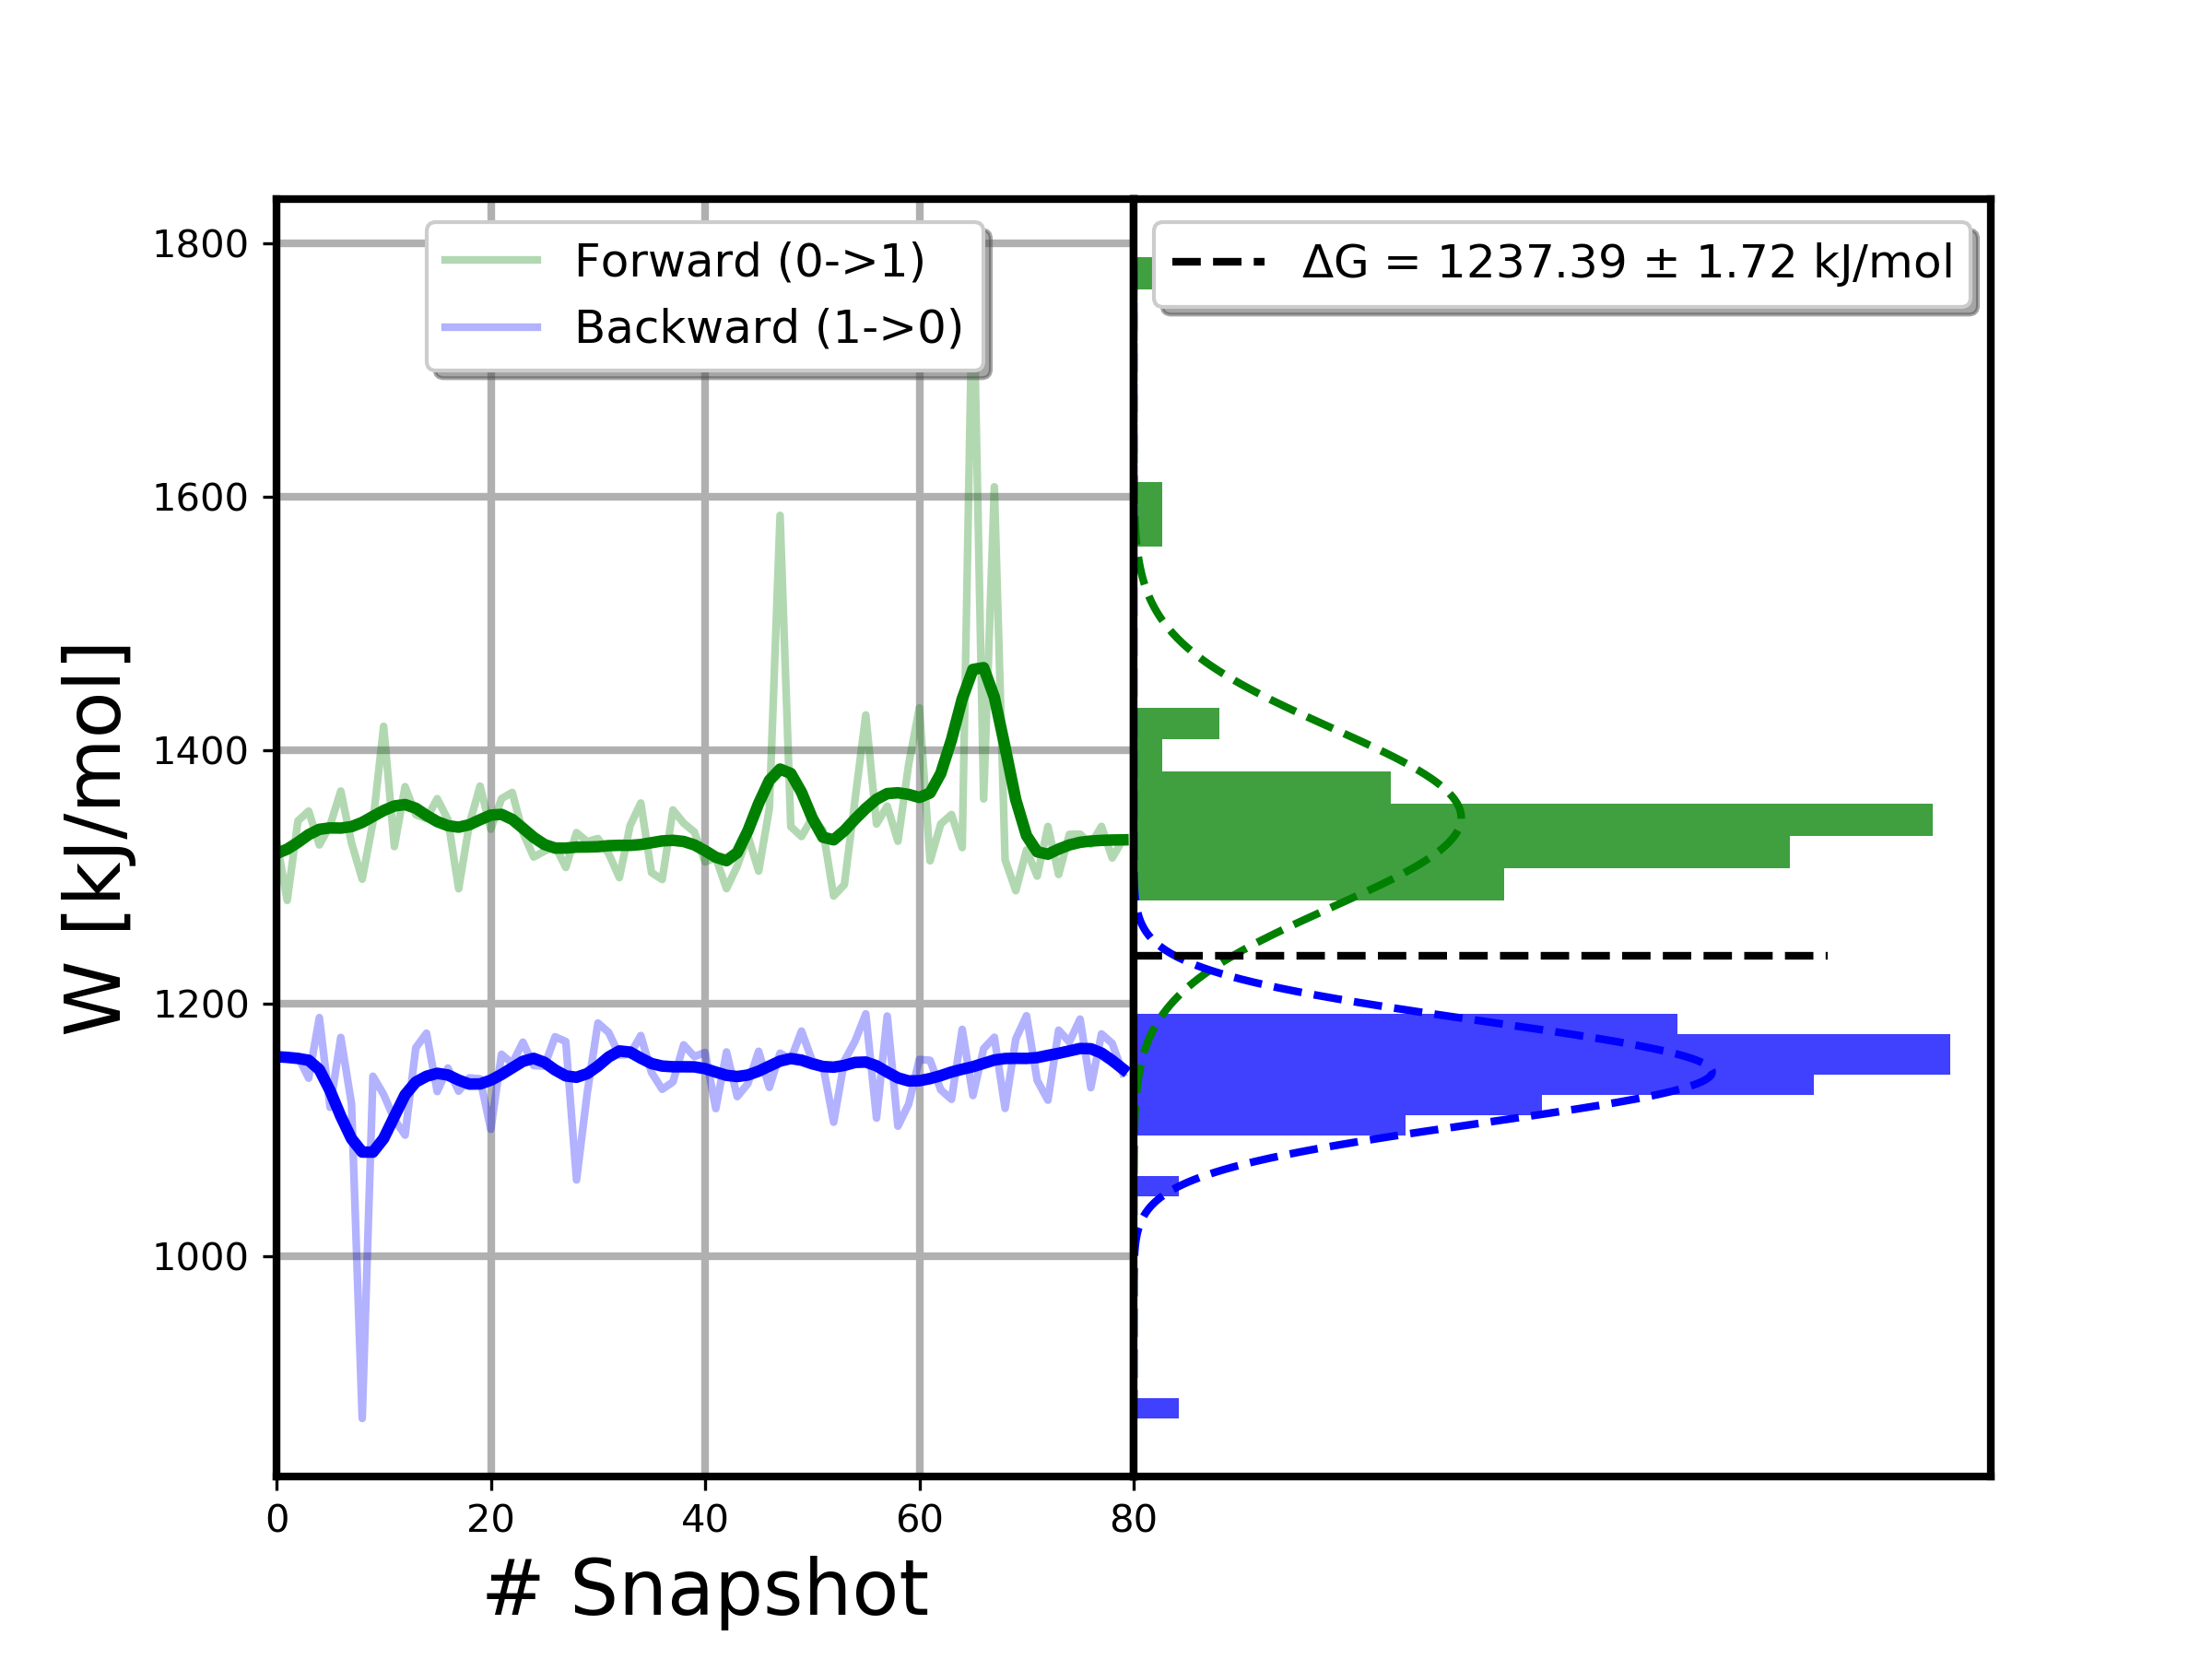 Forward (0->1)
Backward (1->0)
ΔG = 1237.39 ± 1.72 kJ/mol
W [kJ/mol]
1800
1600
1400
1200
1000
0 20 40 60 80
# Snapshot